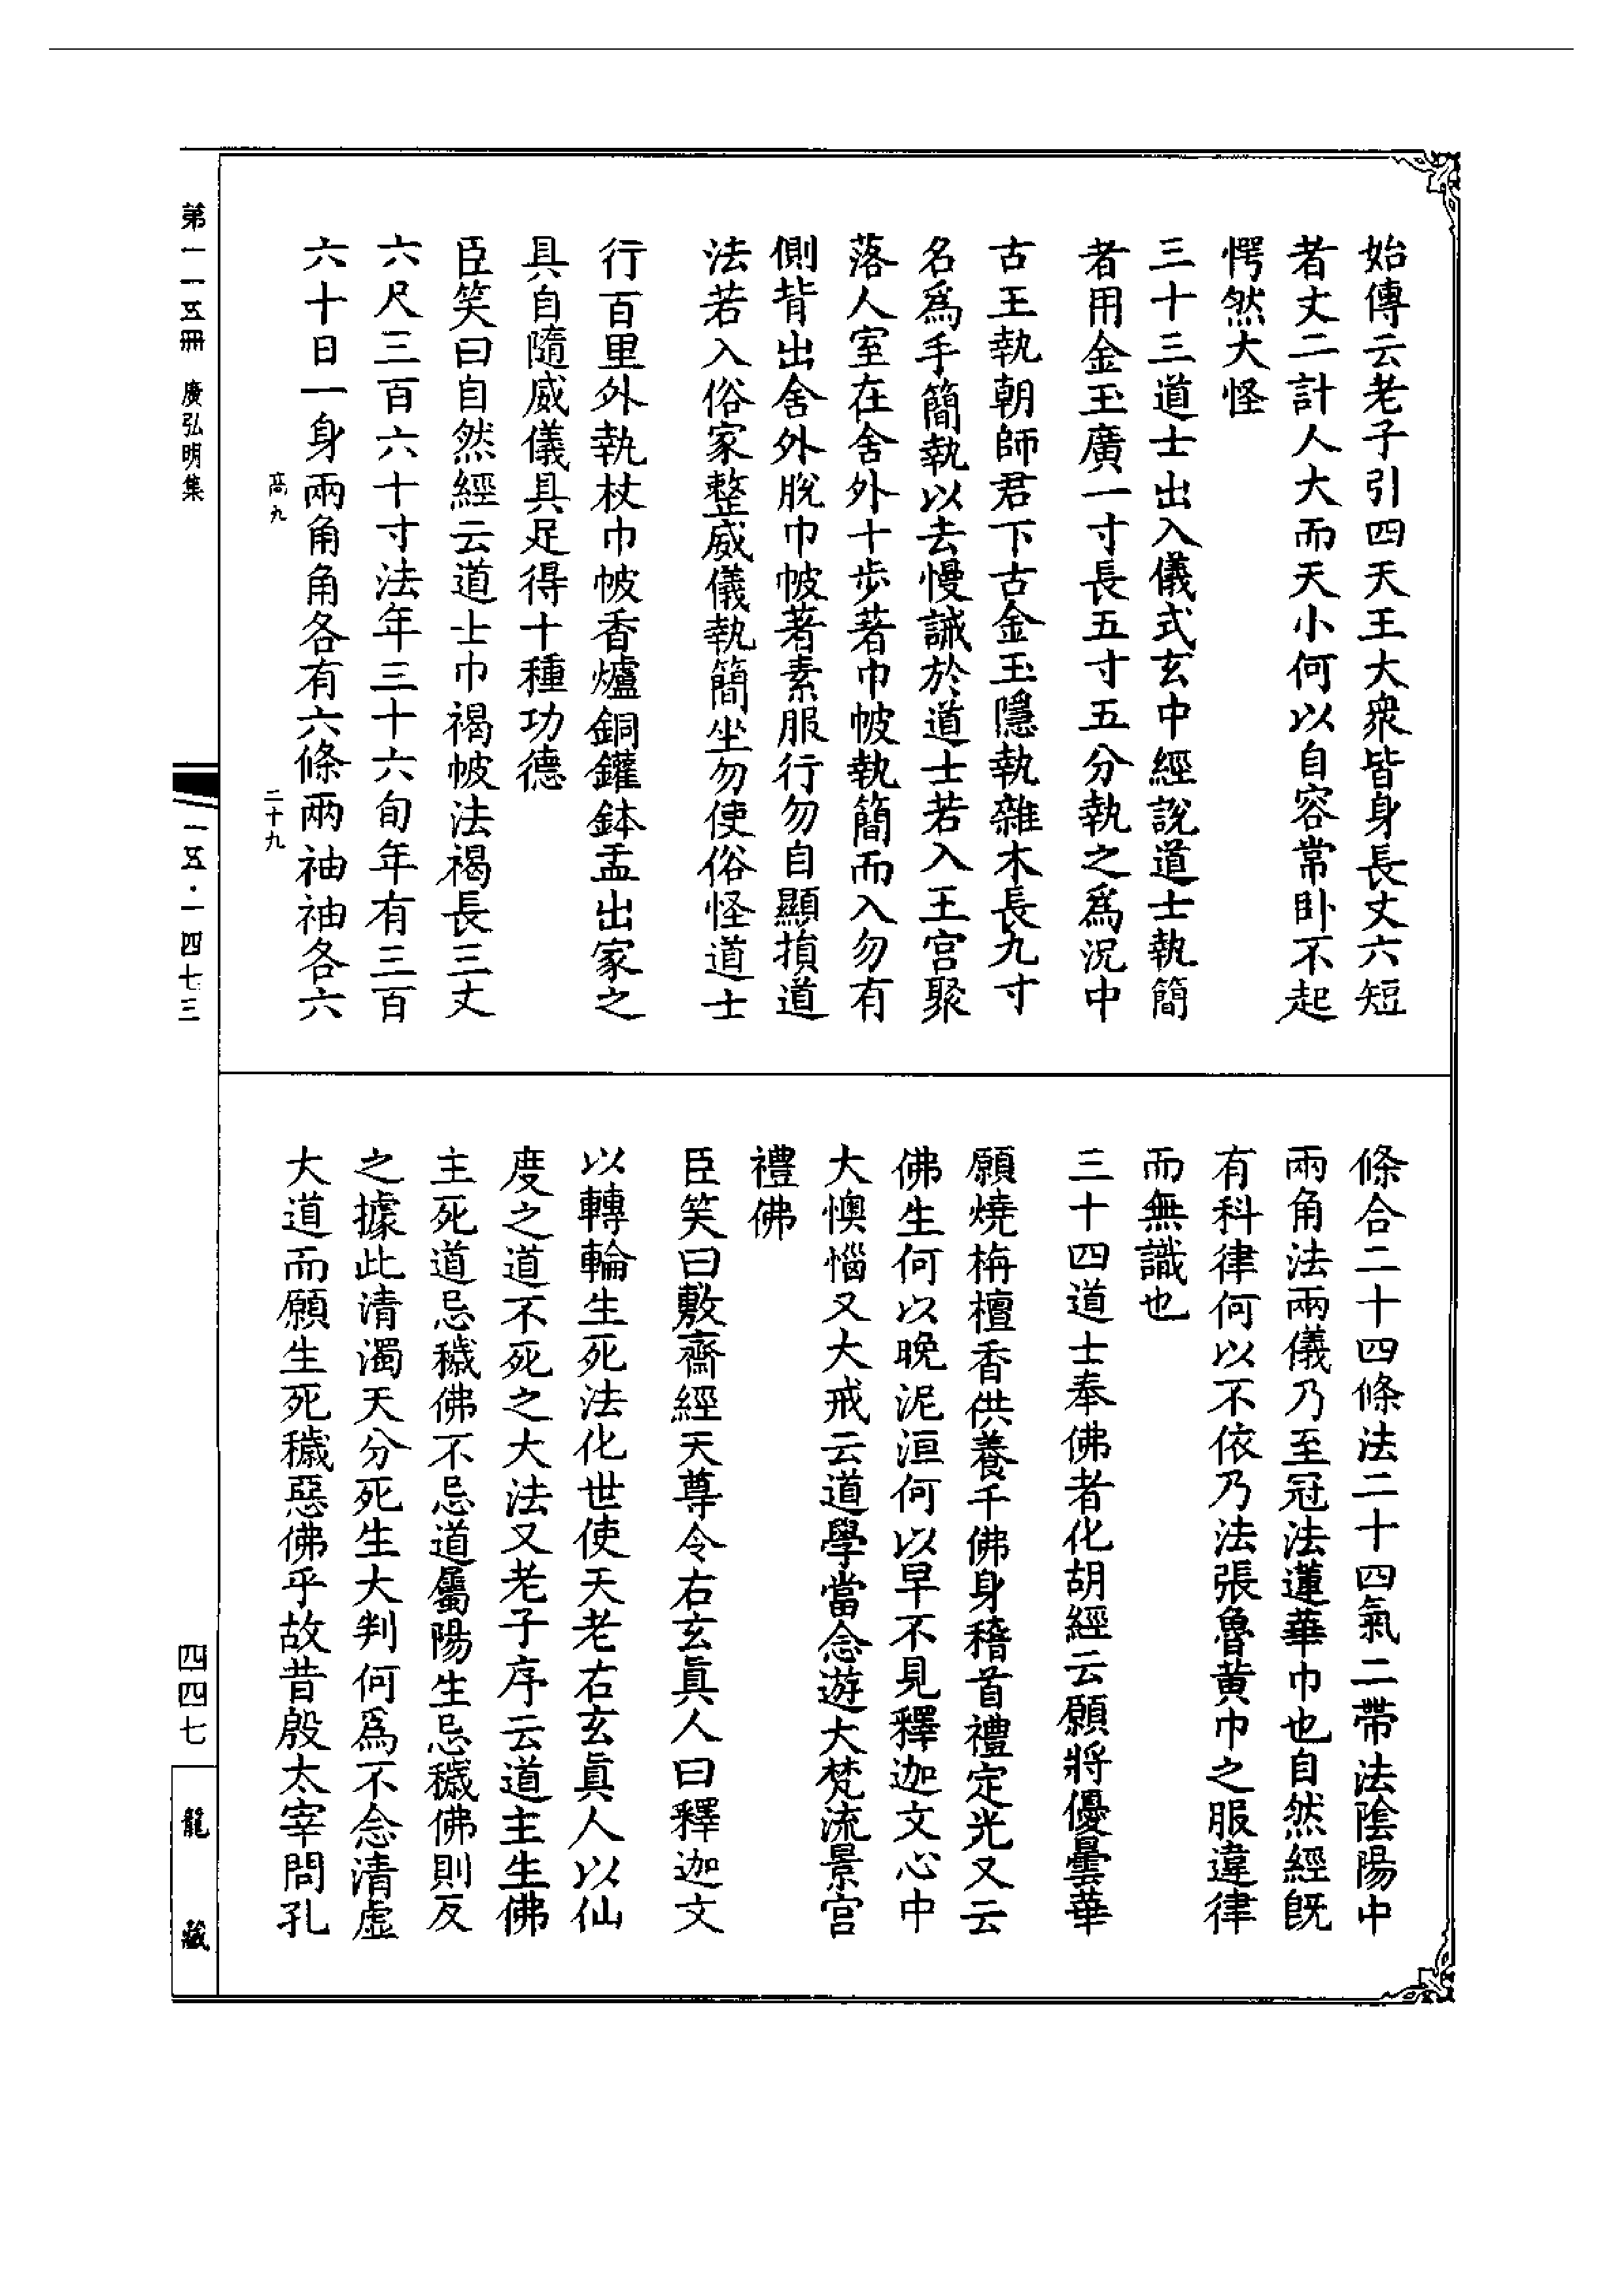 始傳云老子引四天王大衆皆身長丈六短
者丈二計人大而天小何以自容常卧不起
愕然大怪
三十三道士出入儀式玄中經說道士執簡
者用金玉廣一寸長五寸五分執之爲況中
古王執朝師君下古金玉隱執雜木長九寸
名爲手簡執以去慢誡於道士若入王宫聚
落人室在舍外十步著巾帔執簡而入勿有
側背出舍外脫巾帔著素服行勿自顯損道
法若入俗家整威儀執簡坐勿使俗怪道士
行百里外執杖巾帔香爐銅鑵鉢盂出家之
具自隨威儀具足得十種功德
臣笑曰自然經云道士巾褐帔法褐長三丈
六尺三百六十寸法年三十六旬年有三百
六十日一身兩角角各有六條兩袖袖各六
條合二十四條法二十四氣二帶法隂陽中
兩角法兩儀乃至冠法蓮華巾也自然經旣
有科律何以不依乃法張魯黄巾之服違律
而無識也
三十四道士奉佛者化胡經云願將優曇華
願燒栴檀香供養千佛身稽首禮定光又云
佛生何以晚泥洹何以早不見釋迦文心中
大懊惱又大戒云道學當念遊大梵流景宫
禮佛
臣笑曰敷齋經天尊令右玄眞人曰釋迦文
以轉輪生死法化世使天老右玄眞人以仙
度之道不死之大法又老子序云道主生佛
主死道忌穢佛不忌道屬陽生忌穢佛則反
之據此清濁天分死生大判何爲不念清虛
大道而願生死穢惡佛乎故昔殷太宰問孔
高九
二十九
第一一五冊 廣弘明集
一一五·一四七三
四四七
龍藏